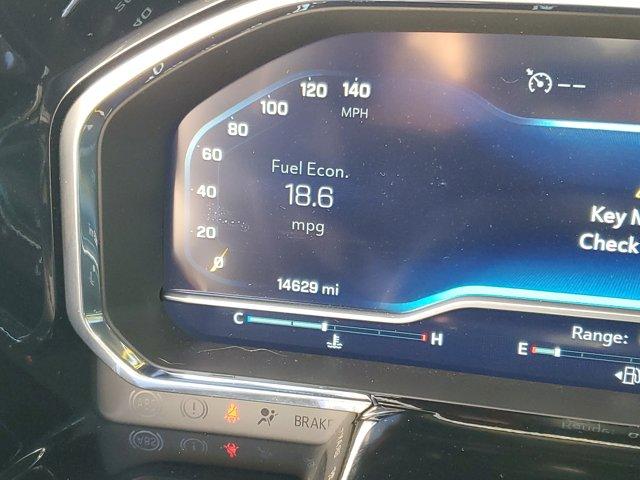 120 140
100
MPH
80
60
Fuel Econ.
40
18.6
mpg
20
0
Key
Check
14629 mi
C H
Range:
E
BRAKE